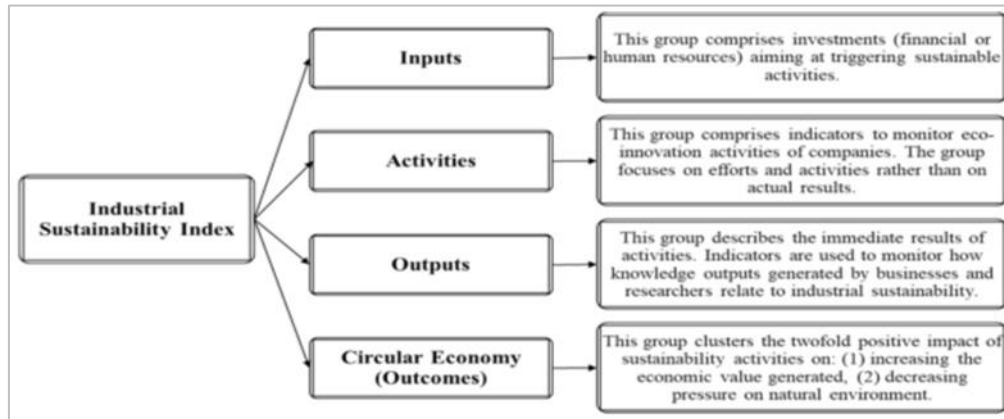 Industrial
Sustainability Index
Inputs
This group comprises investments (financial or
human resources) aiming at triggering sustainable
activities.
Activities
This group comprises indicators to monitor eco-
innovation activities of companies. The group
focuses on efforts and activities rather than on
actual results.
Outputs
This group describes the immediate results of
activities. Indicators are used to monitor how
knowledge outputs generated by businesses and
researchers relate to industrial sustainability.
Circular Economy
(Outcomes)
This group clusters the twofold positive impact of
sustainability activities on: (1) increasing the
economic value generated, (2) decreasing
pressure on natural environment.